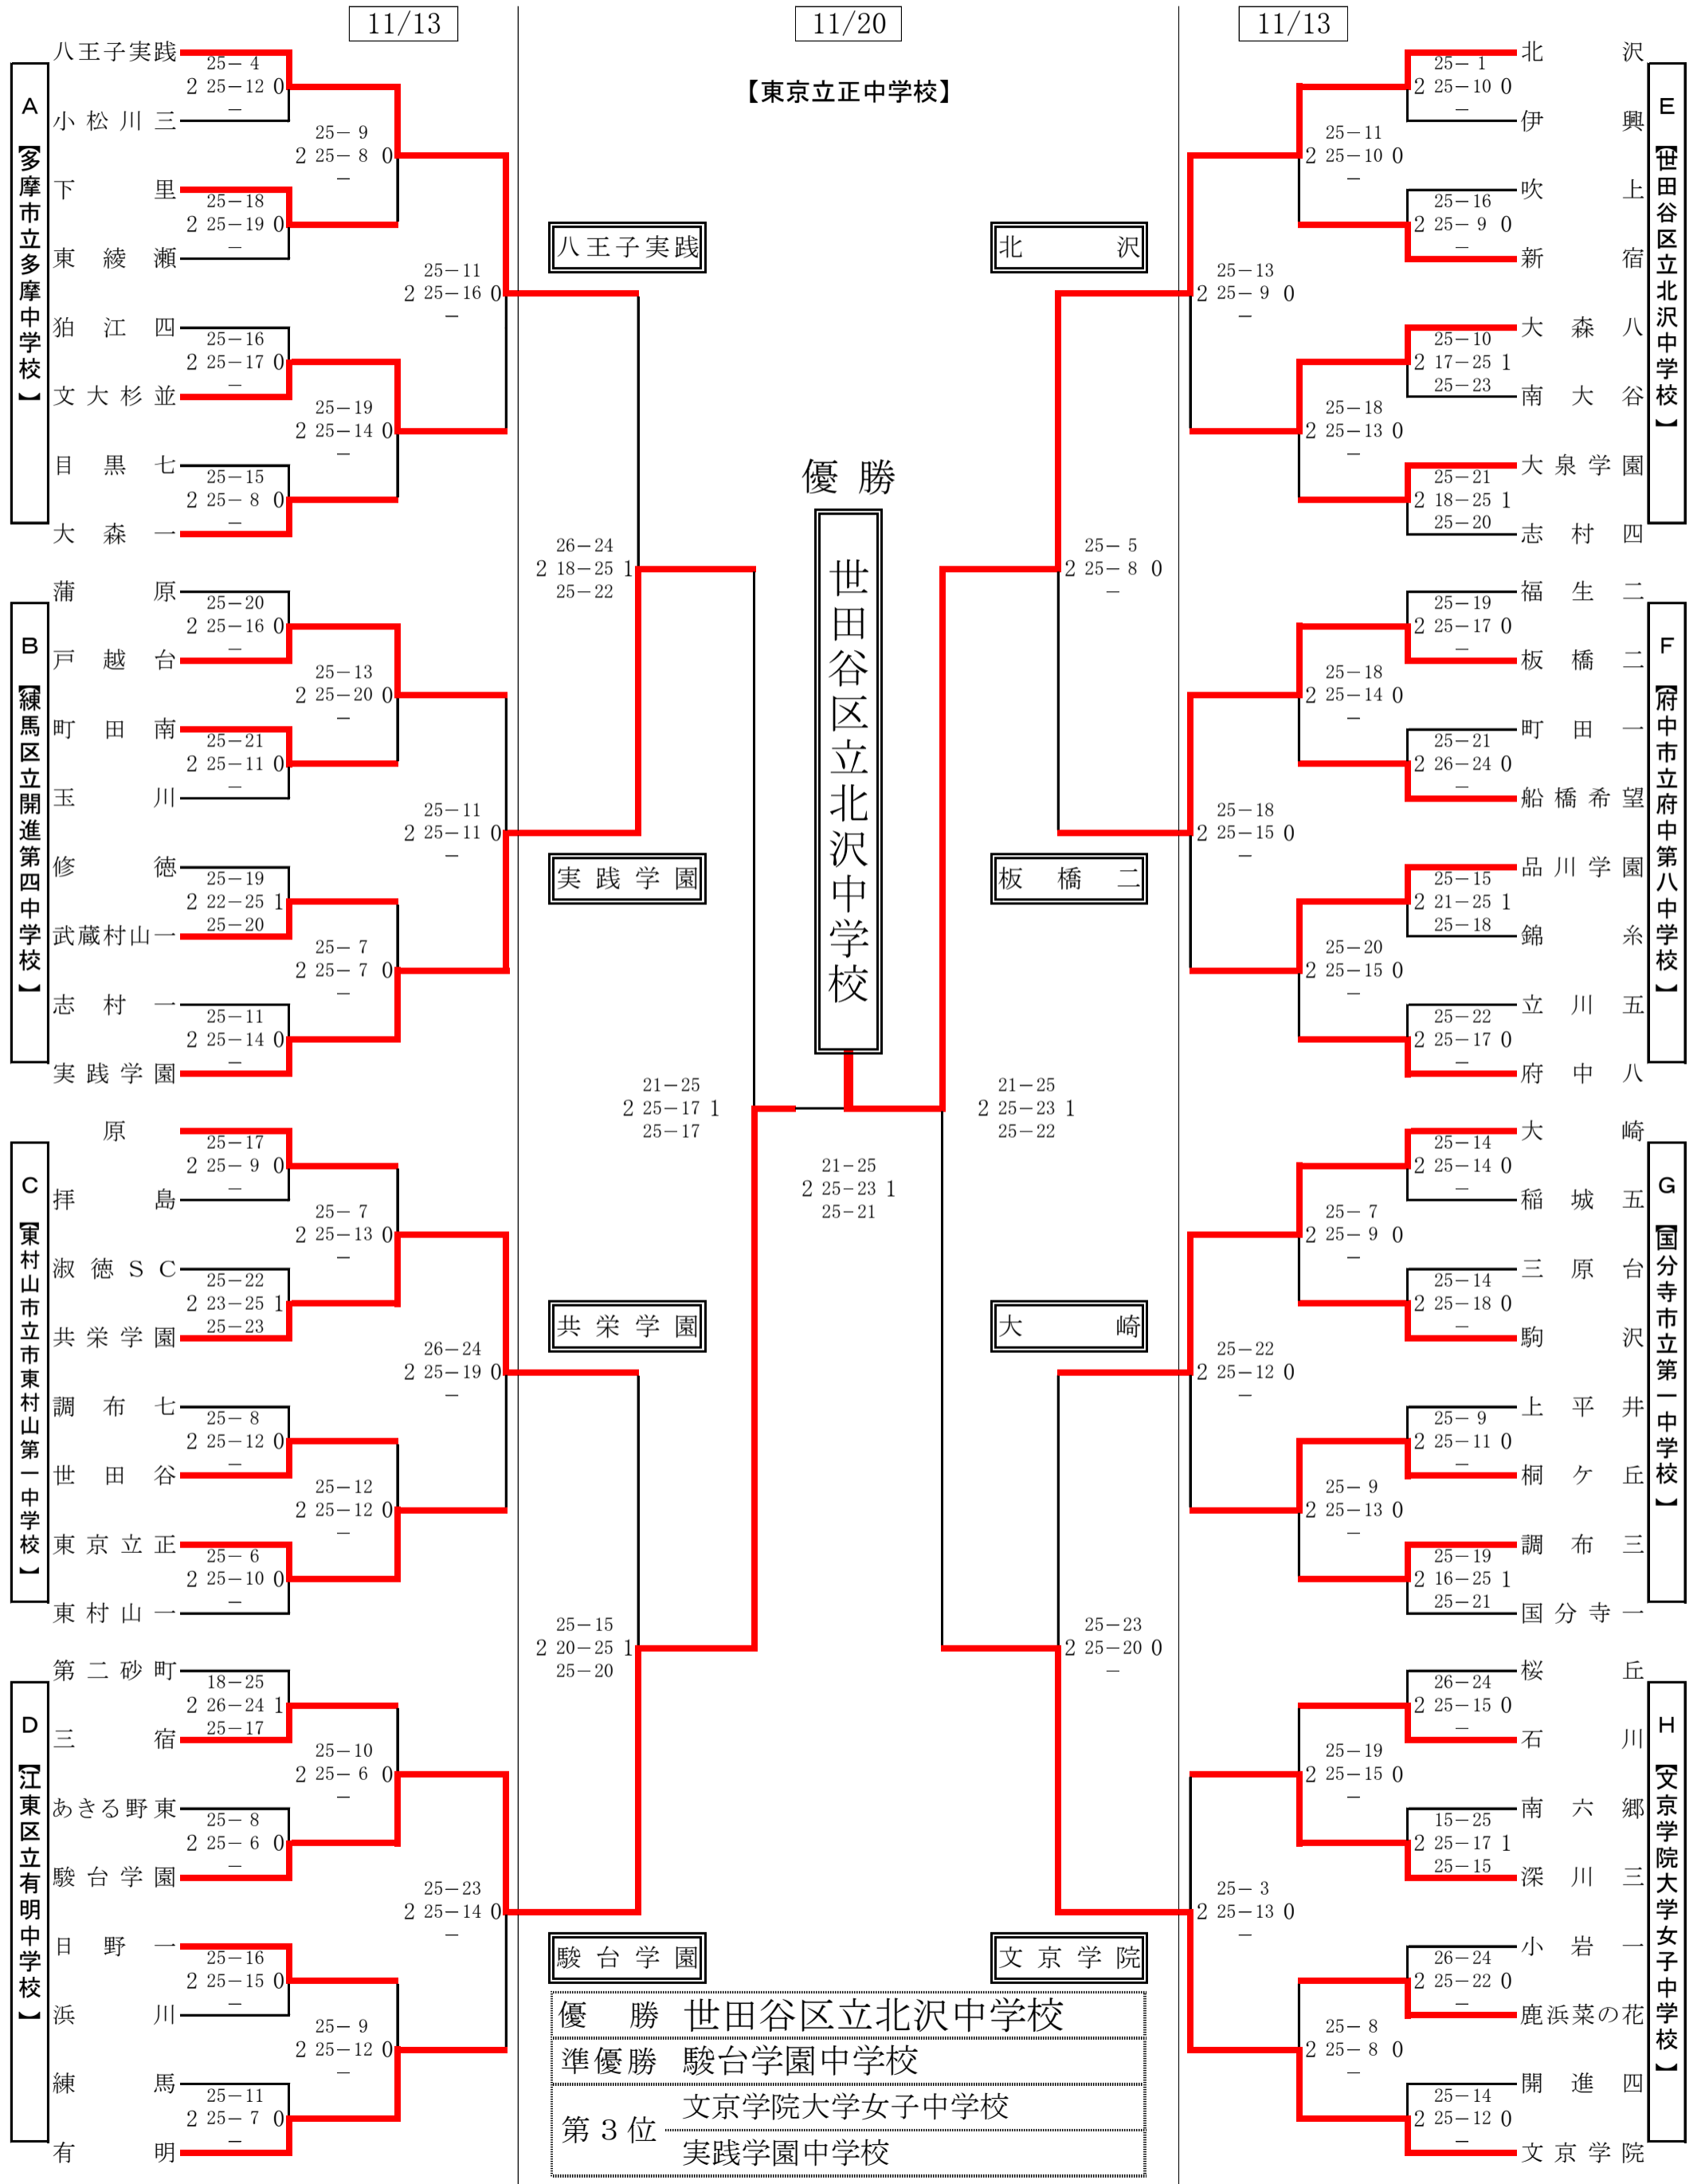 11/13
11/20
11/13
【東京立正中学校】
A 【多摩市立多摩中学校】
八王子実践
25－4
2 25－12 0
－
小松川三
25－9
2 25－8 0
－
下里
25－18
2 25－19 0
－
東綾瀬
25－11
2 25－16 0
－
狛江四
25－16
2 25－17 0
－
文大杉並
25－19
2 25－14 0
－
目黒七
25－15
2 25－8 0
－
大森一
B 【練馬区立開進第四中学校】
蒲原
25－20
2 25－16 0
－
戸越台
25－13
2 25－20 0
－
町田南
25－21
2 25－11 0
－
玉川
25－11
2 25－11 0
－
修徳
25－19
2 22－25 1
25－20
武蔵村山一
25－7
2 25－7 0
－
志村一
25－11
2 25－14 0
－
実践学園
C 【東村山市立市東村山第一中学校】
原
25－17
2 25－9 0
－
拝島
25－7
2 25－13 0
－
淑徳ＳＣ
25－22
2 23－25 1
25－23
共栄学園
26－24
2 25－19 0
－
調布七
25－8
2 25－12 0
－
世田谷
25－12
2 25－12 0
－
東京立正
25－6
2 25－10 0
－
東村山一
D 【江東区立有明中学校】
第二砂町
18－25
2 26－24 1
25－17
三宿
25－10
2 25－6 0
－
あきる野東
25－8
2 25－6 0
－
駿台学園
25－23
2 25－14 0
－
日野一
25－16
2 25－15 0
－
浜川
25－9
2 25－12 0
－
練馬
25－11
2 25－7 0
－
有明
八王子実践
26－24
2 18－25 1
25－22
実践学園
21－25
2 25－17 1
25－17
共栄学園
25－15
2 20－25 1
25－20
駿台学園
優勝
世田谷区立北沢中学校
21－25
2 25－23 1
25－21
北沢
25－5
2 25－8 0
－
板橋二
21－25
2 25－23 1
25－22
大崎
25－23
2 25－20 0
－
文京学院
E 【世田谷区立北沢中学校】
北沢
25－1
2 25－10 0
－
伊興
25－11
2 25－10 0
－
吹上
25－16
2 25－9 0
－
新宿
25－13
2 25－9 0
－
大森八
25－10
2 17－25 1
25－23
南大谷
25－18
2 25－13 0
－
大泉学園
25－21
2 18－25 1
25－20
志村四
F 【府中市立府中第八中学校】
福生二
25－19
2 25－17 0
－
板橋二
25－18
2 25－14 0
－
町田一
25－21
2 26－24 0
－
船橋希望
25－18
2 25－15 0
－
品川学園
25－15
2 21－25 1
25－18
錦糸
25－20
2 25－15 0
－
立川五
25－22
2 25－17 0
－
府中八
G 【国分寺市立第一中学校】
大崎
25－14
2 25－14 0
－
稲城五
25－7
2 25－9 0
－
三原台
25－14
2 25－18 0
－
駒沢
25－22
2 25－12 0
－
上平井
25－9
2 25－11 0
－
桐ケ丘
25－9
2 25－13 0
－
調布三
25－19
2 16－25 1
25－21
国分寺一
H 【文京学院大学女子中学校】
桜丘
26－24
2 25－15 0
－
石川
25－19
2 25－15 0
－
南六郷
15－25
2 25－17 1
25－15
深川三
25－3
2 25－13 0
－
小岩一
26－24
2 25－22 0
－
鹿浜菜の花
25－8
2 25－8 0
－
開進四
25－14
2 25－12 0
－
文京学院
優勝 世田谷区立北沢中学校
準優勝 駿台学園中学校
第３位 文京学院大学女子中学校
実践学園中学校